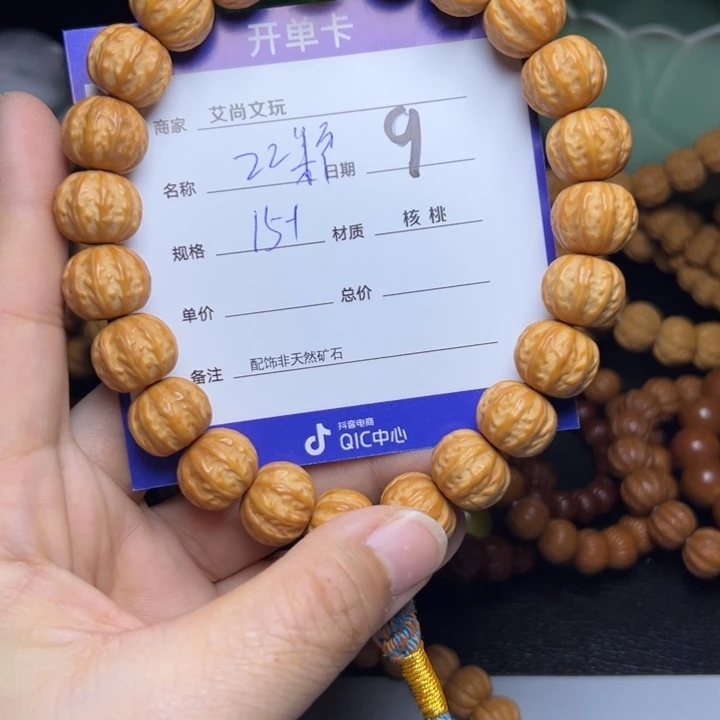 开单卡
商家 艾尚文玩
名称 22颗 日期 9
规格 15+ 材质 核桃
单价 总价
备注 配饰非天然矿石
抖音电商
QIC中心